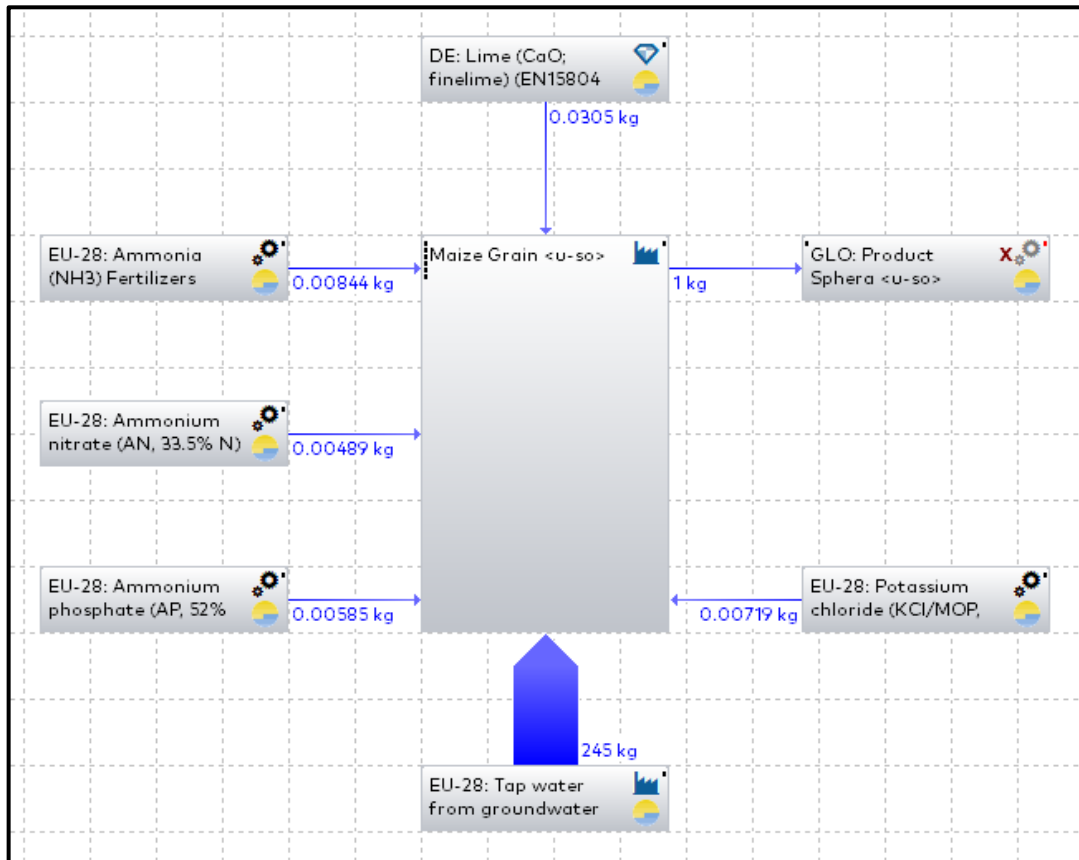 DE: Lime (CaO;
finelime) (EN15804
0.0305 kg
EU-28: Ammonia
(NH3) Fertilizers
0.00844 kg
Maize Grain <u-so>
1 kg
GLO: Product
Sphera <u-so>
X
EU-28: Ammonium
nitrate (AN, 33.5% N)
0.00489 kg
EU-28: Ammonium
phosphate (AP, 52%
0.00585 kg
EU-28: Potassium
chloride (KCl/MOP,
0.00719 kg
245 kg
EU-28: Tap water
from groundwater